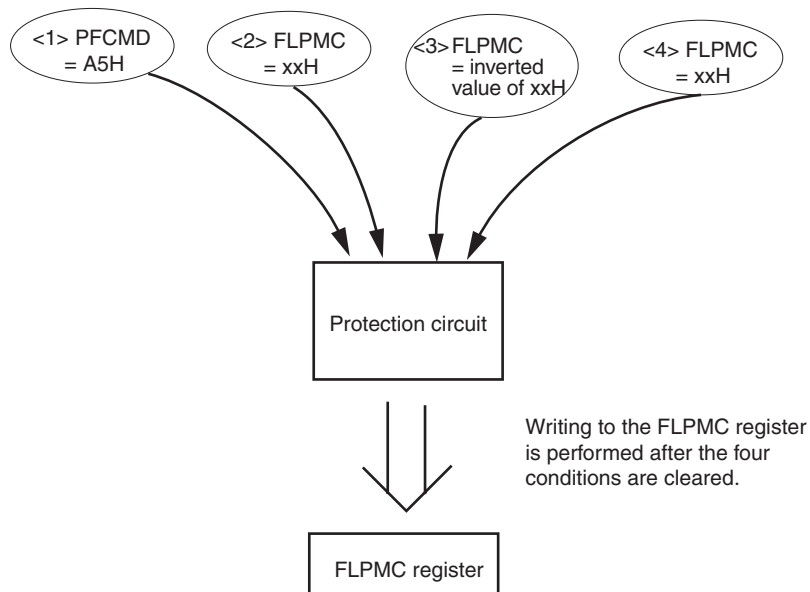 <1> PFCMD
= A5H
<2> FLPMC
= xxH
<3> FLPMC
= inverted
value of xxH
<4> FLPMC
= xxH
Protection circuit
Writing to the FLPMC register
is performed after the four
conditions are cleared.
FLPMC register